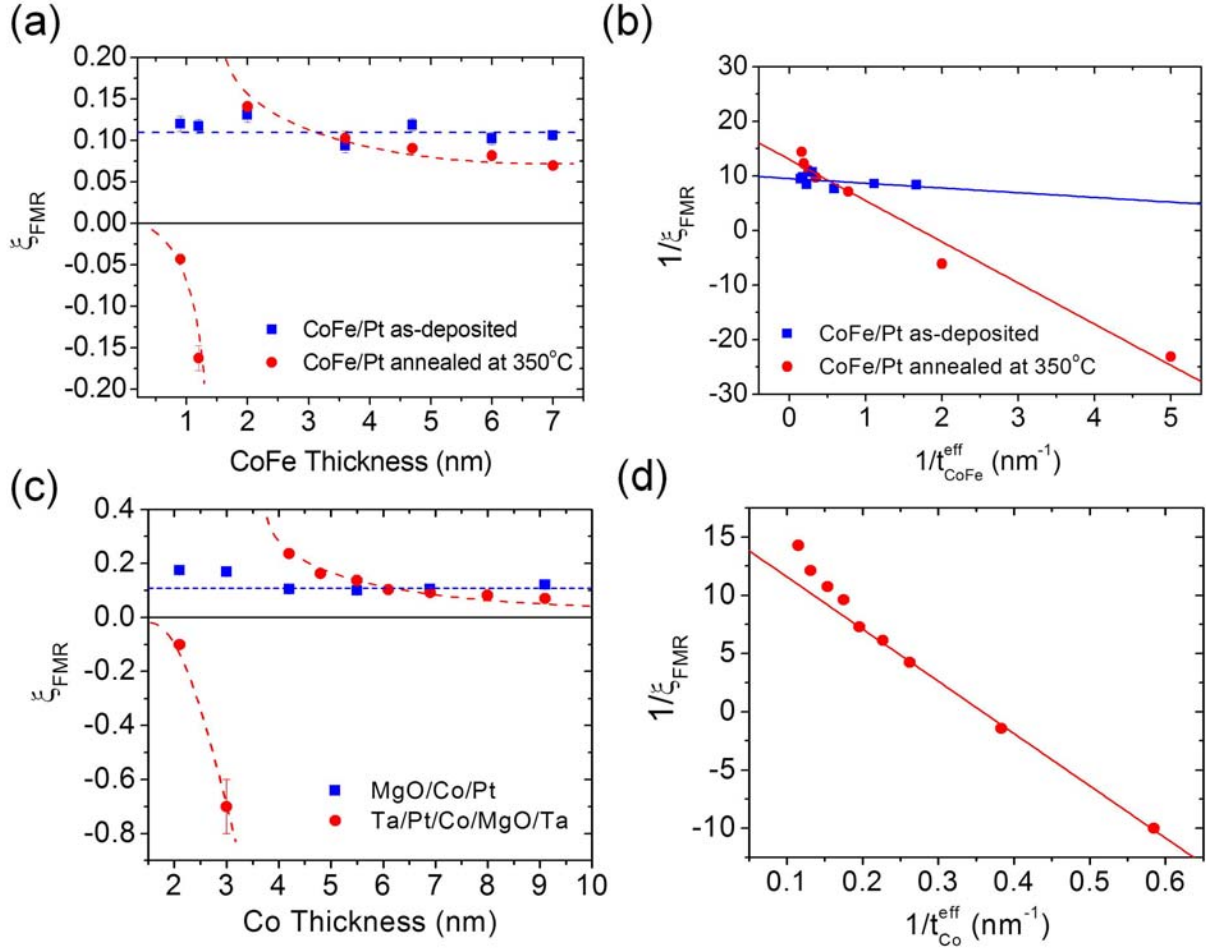 (a)
0.20
0.15
0.10
0.05
0.00
-0.05
-0.10
-0.15
-0.20
ξFMR
CoFe/Pt as-deposited
CoFe/Pt annealed at 350°C
1 2 3 4 5 6 7
CoFe Thickness (nm)
(b)
30
20
10
0
-10
-20
-30
1/ξFMR
CoFe/Pt as-deposited
CoFe/Pt annealed at 350°C
0 1 2 3 4 5
1/t_CoFe^eff (nm⁻¹)
(c)
0.4
0.2
0.0
-0.2
-0.4
-0.6
-0.8
ξFMR
MgO/Co/Pt
Ta/Pt/Co/MgO/Ta
2 3 4 5 6 7 8 9 10
Co Thickness (nm)
(d)
15
10
5
0
-5
-10
1/ξFMR
0.1 0.2 0.3 0.4 0.5 0.6
1/t_Co^eff (nm⁻¹)